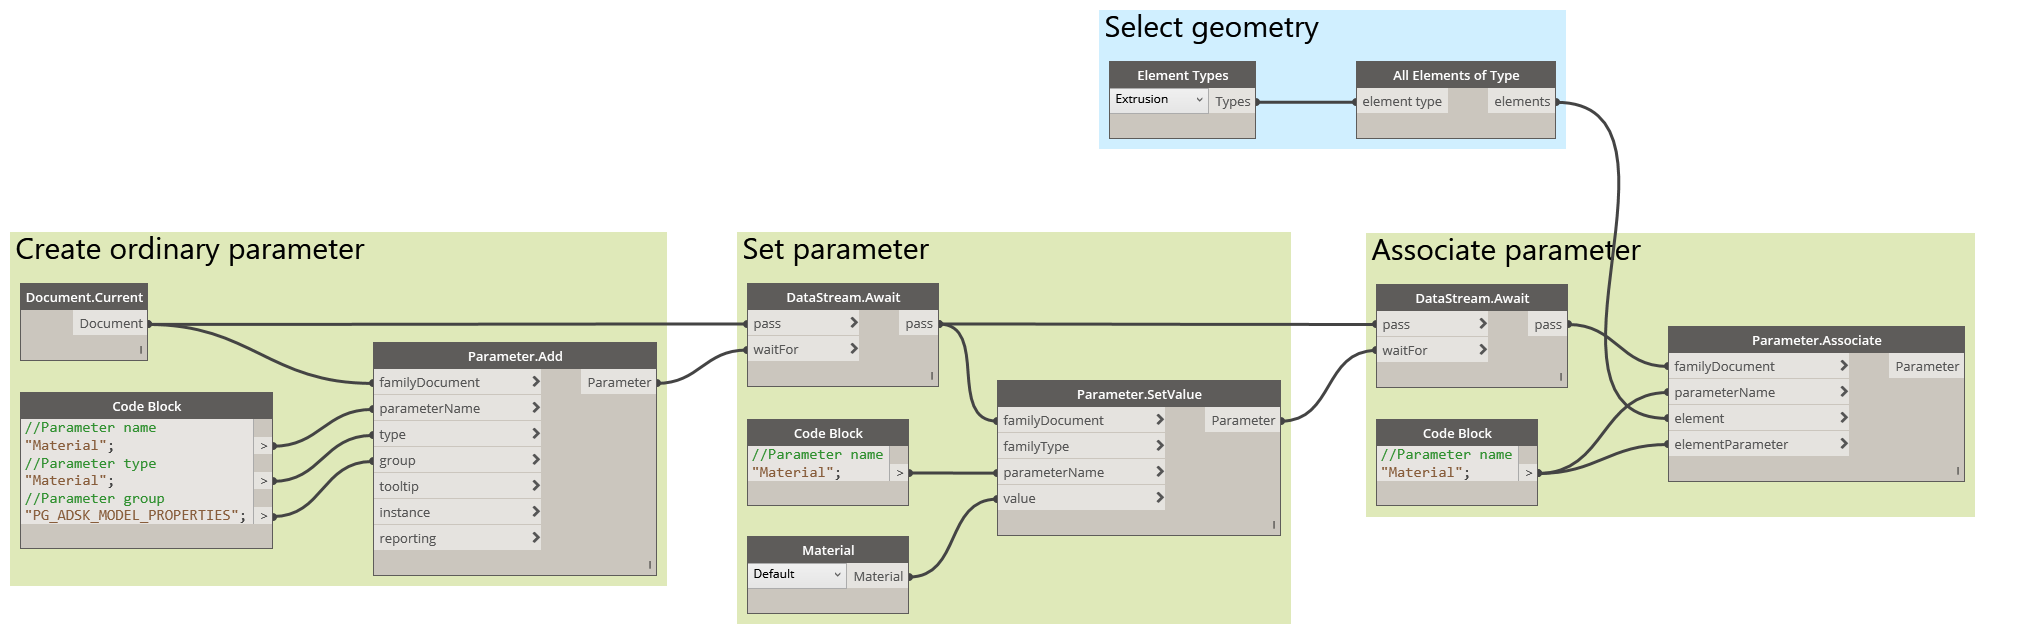 Select geometry
Element Types
Extrusion
Types
All Elements of Type
element type
elements
Create ordinary parameter
Document.Current
Document
Code Block
//Parameter name
"Material";
>
//Parameter type
"Material";
>
//Parameter group
"PG_ADSK_MODEL_PROPERTIES";
>
Parameter.Add
familyDocument
Parameter
parameterName
type
group
tooltip
instance
reporting
Set parameter
DataStream.Await
pass
pass
waitFor
Code Block
//Parameter name
"Material";
>
Material
Default
Material
Parameter.SetValue
familyDocument
Parameter
familyType
parameterName
value
Associate parameter
DataStream.Await
pass
pass
waitFor
Code Block
//Parameter name
"Material";
>
Parameter.Associate
familyDocument
Parameter
parameterName
element
elementParameter